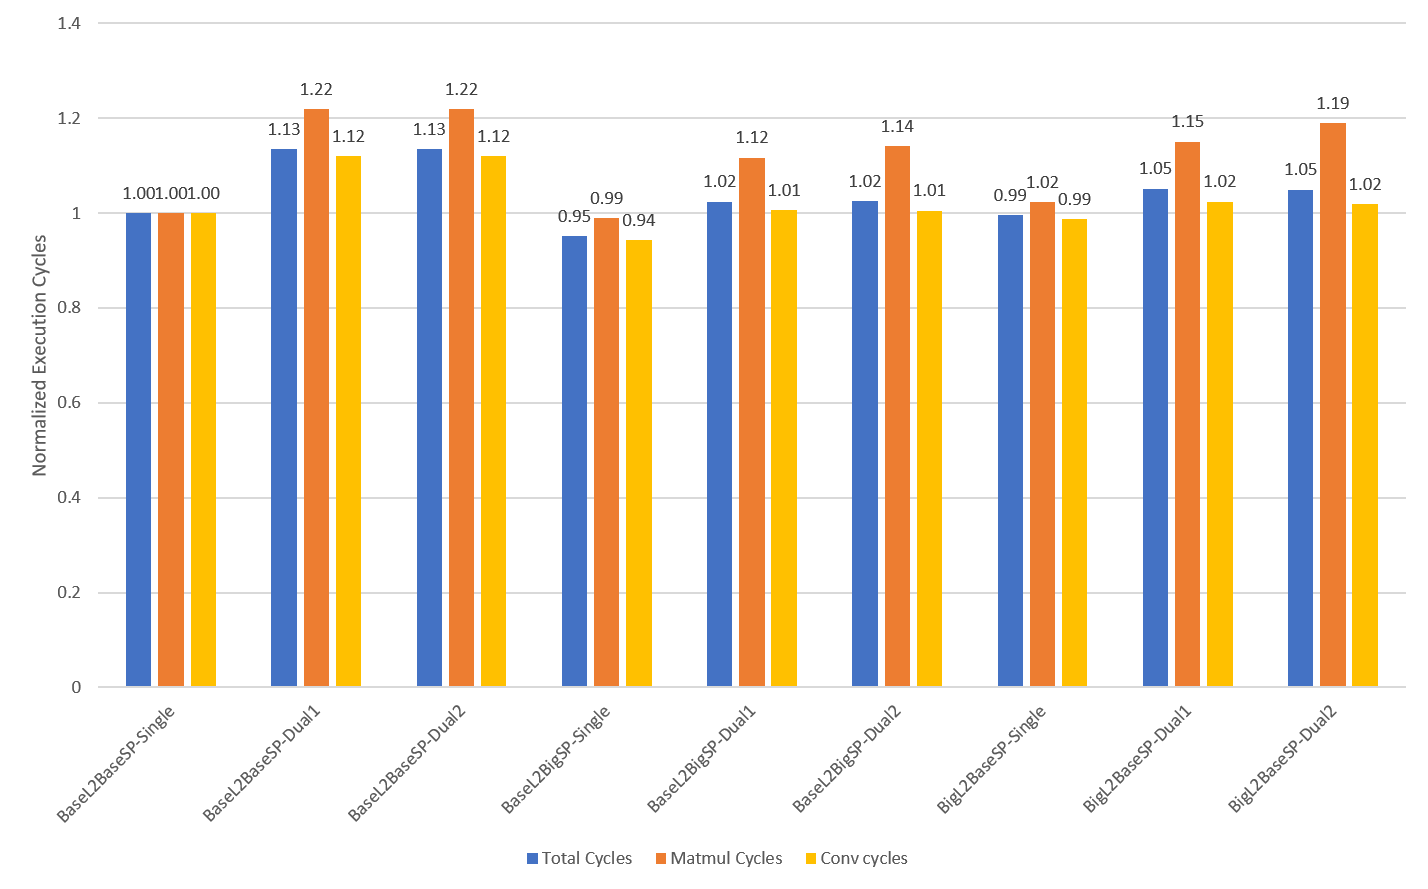 1.4
1.2
1
0.8
0.6
0.4
0.2
0
Normalized Execution Cycles
1.00 1.00 1.00
1.13 1.22 1.12
1.13 1.22 1.12
0.95 0.99 0.94
1.02 1.12 1.01
1.02 1.14 1.01
0.99 1.02 0.99
1.05 1.15 1.02
1.05 1.19 1.02
BaseL2BaseSP-Single
BaseL2BaseSP-Dual1
BaseL2BaseSP-Dual2
BaseL2BigSP-Single
BaseL2BigSP-Dual1
BaseL2BigSP-Dual2
BigL2BaseSP-Single
BigL2BaseSP-Dual1
BigL2BaseSP-Dual2
Total Cycles Matmul Cycles Conv cycles